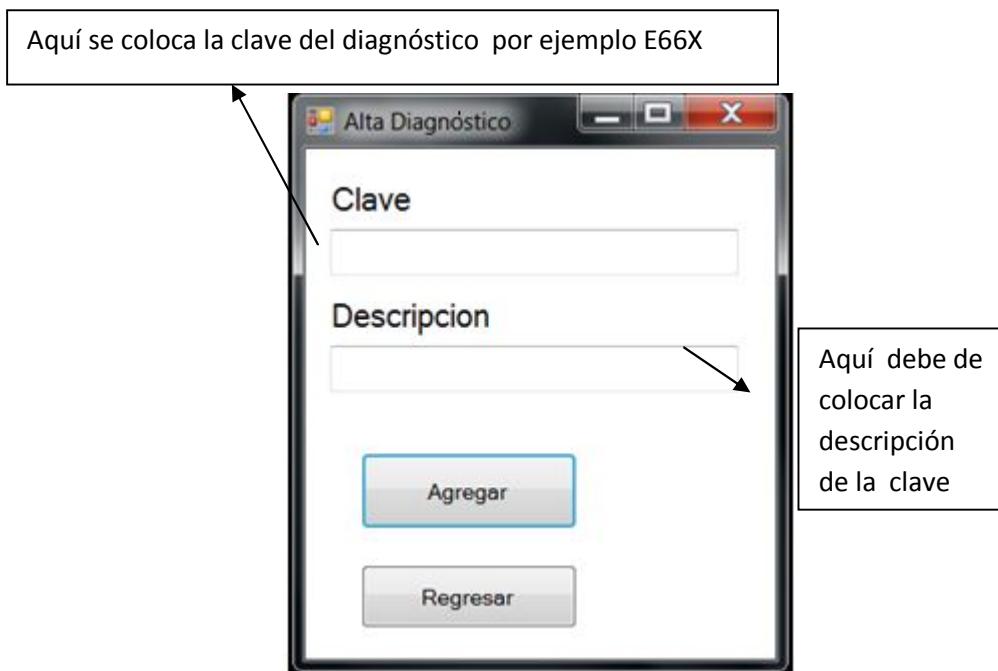 Aquí se coloca la clave del diagnóstico por ejemplo E66X
Alta Diagnóstico
Clave
Descripcion
Aquí debe de
colocar la
descripción
de la clave
Agregar
Regresar